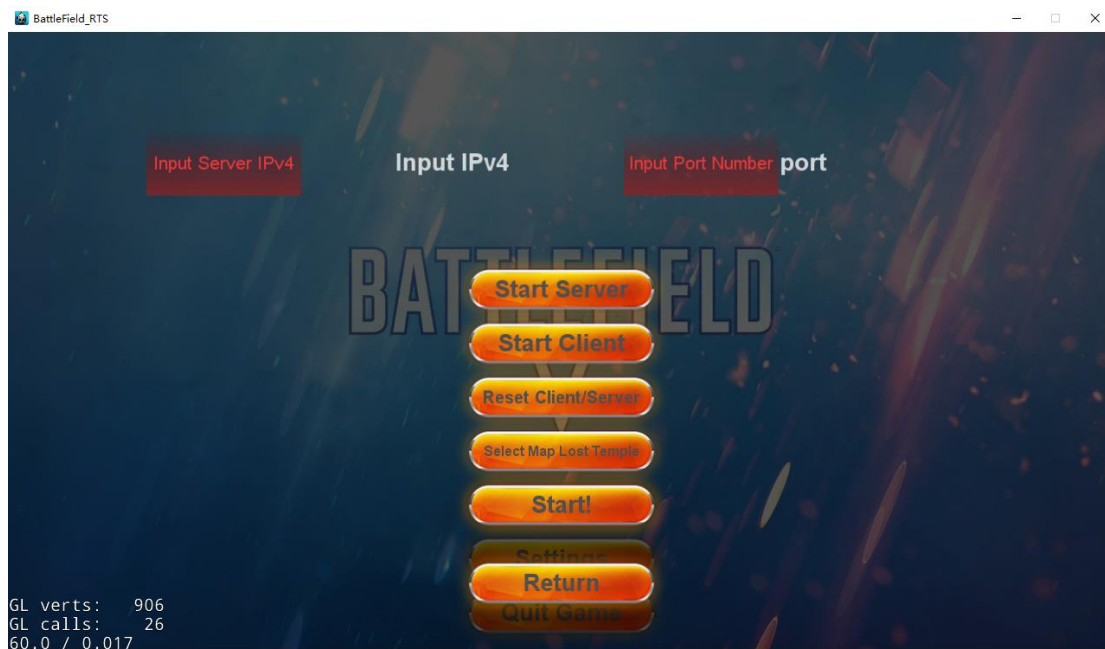 BattleField_RTS
Input Server IPv4
Input IPv4
Input Port Number
port
BATTLEFIELD
Start Server
Start Client
Reset Client/Server
Select Map Lost Temple
Start!
Settings
Return
Quit Game
GL verts: 906
GL calls: 26
60.0 / 0.017